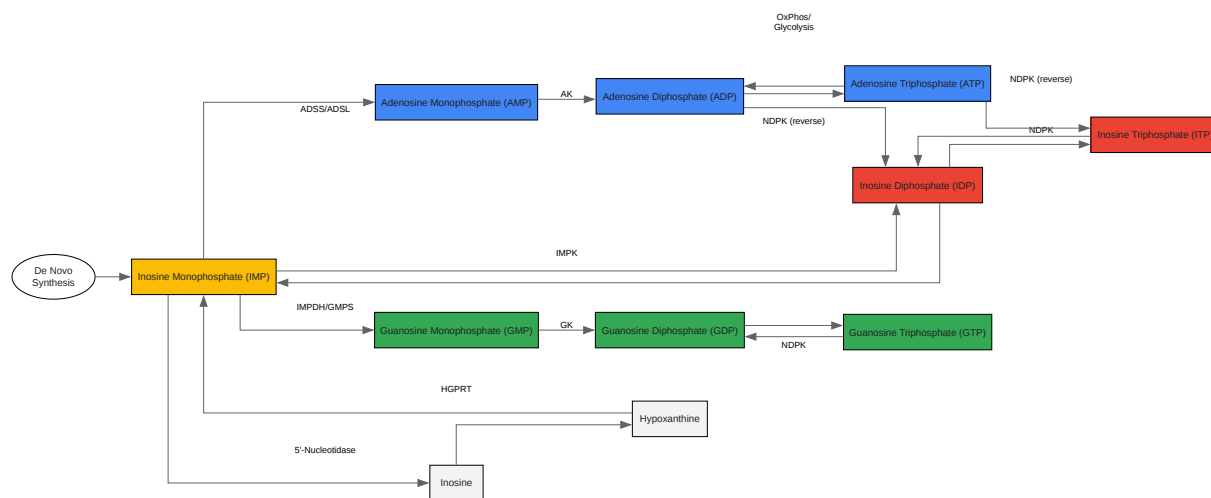 OxPhos/
Glycolysis
Adenosine Triphosphate (ATP)
NDPK (reverse)
Adenosine Monophosphate (AMP)
AK
Adenosine Diphosphate (ADP)
ADSS/ADSL
NDPK (reverse)
NDPK
Inosine Triphosphate (ITP)
Inosine Diphosphate (IDP)
IMPK
De Novo
Synthesis
Inosine Monophosphate (IMP)
IMPDH/GMPS
Guanosine Monophosphate (GMP)
GK
Guanosine Diphosphate (GDP)
NDPK
Guanosine Triphosphate (GTP)
HGPRT
Hypoxanthine
5'-Nucleotidase
Inosine